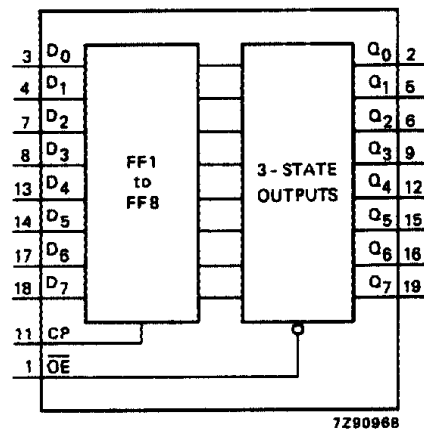 3 D0 Q0 2
4 D1 Q1 5
7 D2 Q2 6
8 D3 Q3 9
13 D4 Q4 12
14 D5 Q5 15
17 D6 Q6 16
18 D7 Q7 19
FF1
to
FF8
3-STATE
OUTPUTS
11 CP
1 O̅E̅
7Z90968